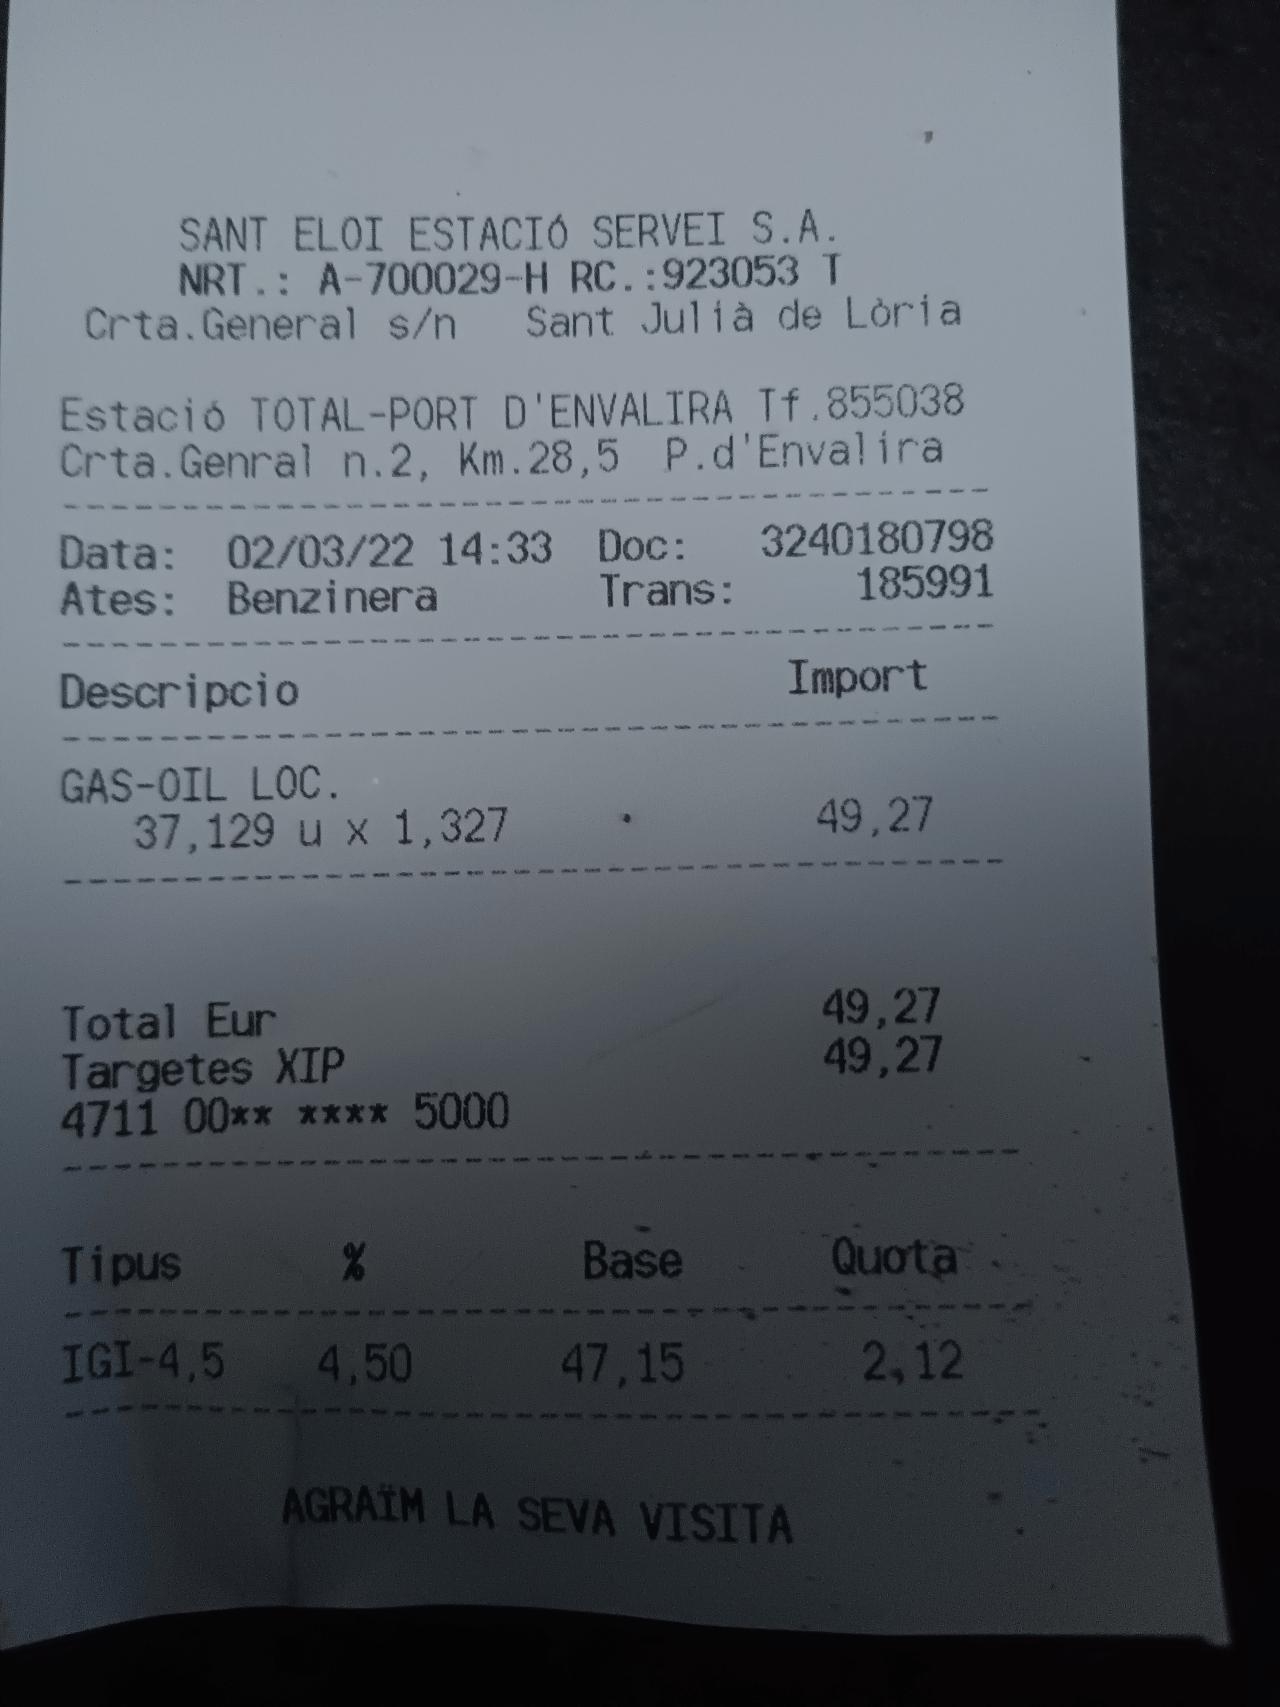 SANT ELOI ESTACIÓ SERVEI S.A.
NRT.: A-700029-H RC.:923053 T
Crta.General s/n Sant Julià de Lòria
Estació TOTAL-PORT D'ENVALIRA Tf.855038
Crta.Genral n.2, Km.28,5 P.d'Envalira
Data: 02/03/22 14:33 Doc: 3240180798
Ates: Benzinera Trans: 185991
Descripcio Import
GAS-OIL LOC.
37,129 u x 1,327 49,27
Total Eur 49,27
Targetes XIP 49,27
4711 00** **** 5000
Tipus % Base Quota
IGI-4,5 4,50 47,15 2,12
AGRAÏM LA SEVA VISITA